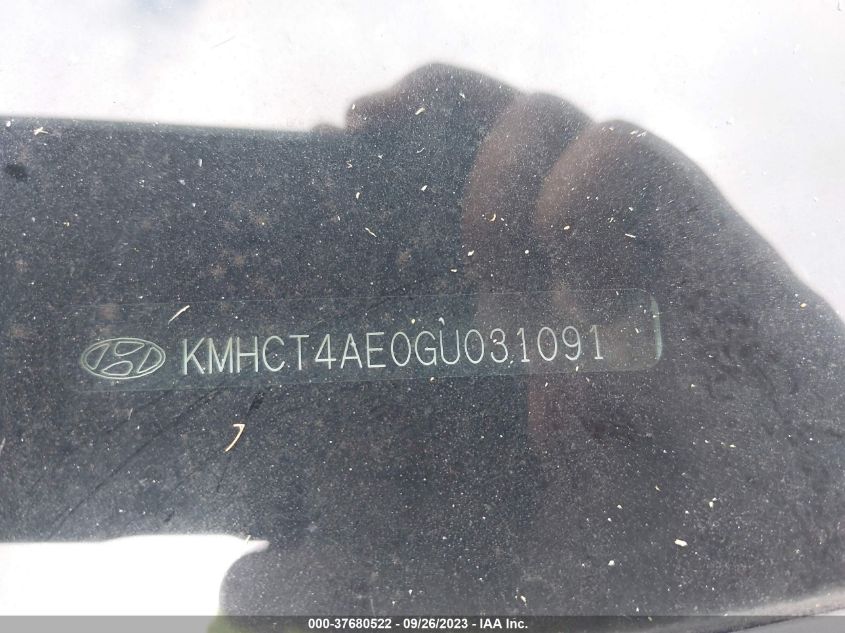 KMHCT4AE0GU031091
000-37680522 - 09/26/2023 - IAA Inc.